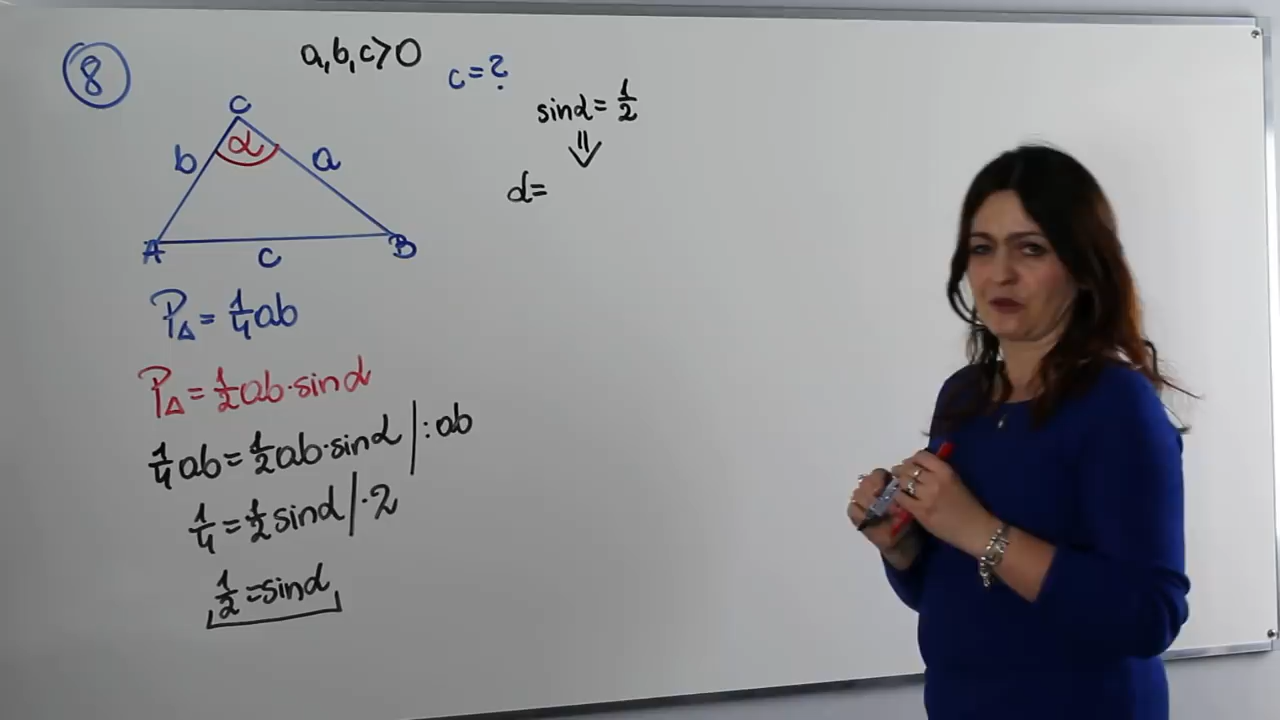 8
a, b, c > 0
c = ?
sinα = 1/2
⇓
α =
C
α
b
a
A
c
B
P△ = 1/4 ab
P△ = 1/2 ab · sinα
1/4 ab = 1/2 ab · sinα | : ab
1/4 = 1/2 sinα | · 2
1/2 = sinα